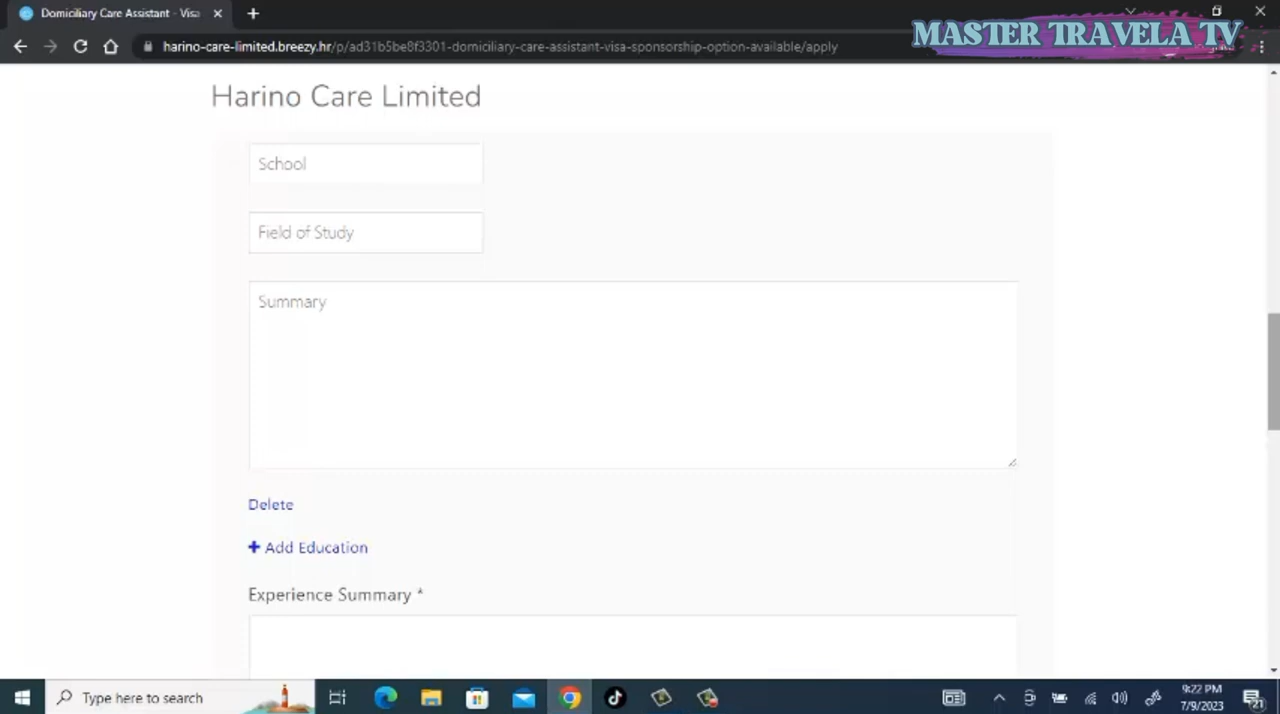 Domiciliary Care Assistant - Visa
MASTER TRAVELA TV
harino-care-limited.breezy.hr/p/ad31b5be8f3301-domiciliary-care-assistant-visa-sponsorship-option-available/apply
Harino Care Limited
School
Field of Study
Summary
Delete
+ Add Education
Experience Summary *
Type here to search
9:22 PM
7/9/2023
21